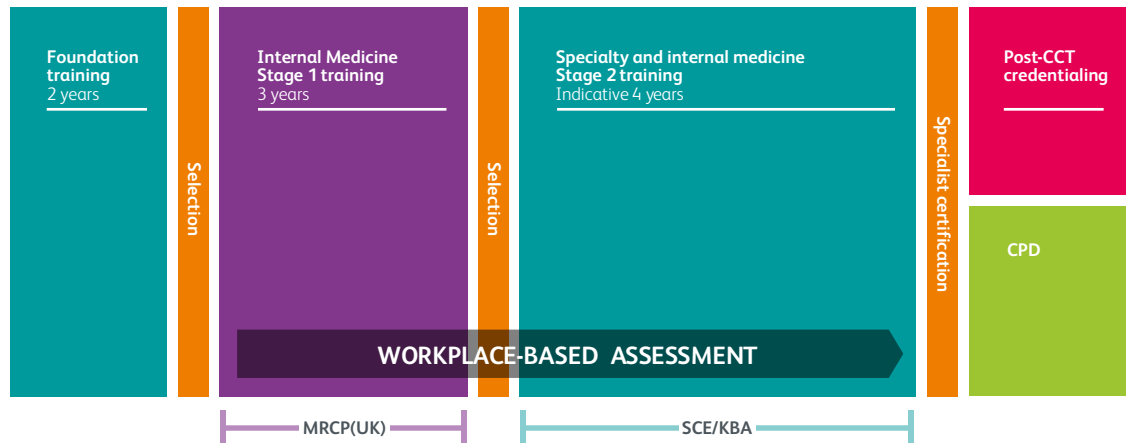 Foundation
training
2 years
Selection
Internal Medicine
Stage 1 training
3 years
Selection
Specialty and internal medicine
Stage 2 training
Indicative 4 years
Specialist certification
Post-CCT
credentialing
CPD
WORKPLACE-BASED ASSESSMENT
MRCP(UK)
SCE/KBA